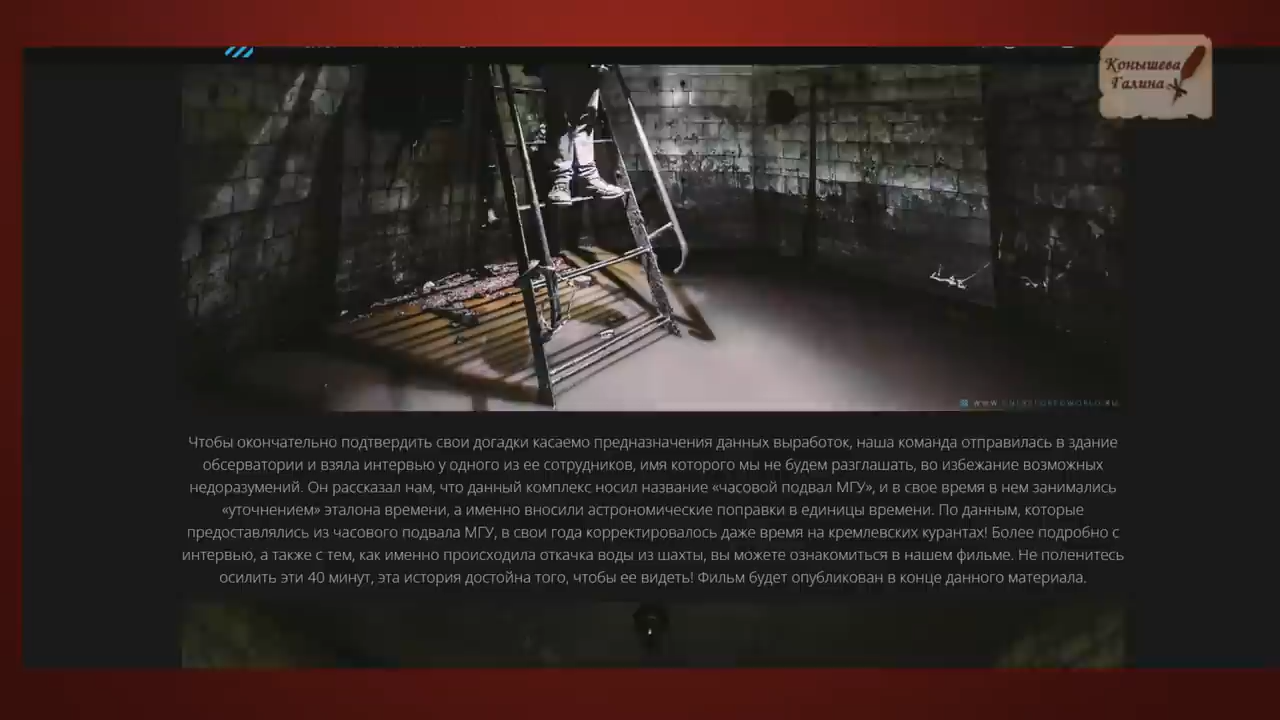 Конышева
Галина
Чтобы окончательно подтвердить свои догадки касаемо предназначения данных выработок, наша команда отправилась в здание
обсерватории и взяла интервью у одного из ее сотрудников, имя которого мы не будем разглашать, во избежание возможных
недоразумений. Он рассказал нам, что данный комплекс носил название «часовой подвал МГУ», и в свое время в нем занимались
«уточнением» эталона времени, а именно вносили астрономические поправки в единицы времени. По данным, которые
предоставлялись из часового подвала МГУ, в свои года корректировалось даже время на кремлевских курантах! Более подробно с
интервью, а также с тем, как именно происходила откачка воды из шахты, вы можете ознакомиться в нашем фильме. Не поленитесь
осилить эти 40 минут, эта история достойна того, чтобы ее видеть! Фильм будет опубликован в конце данного материала.